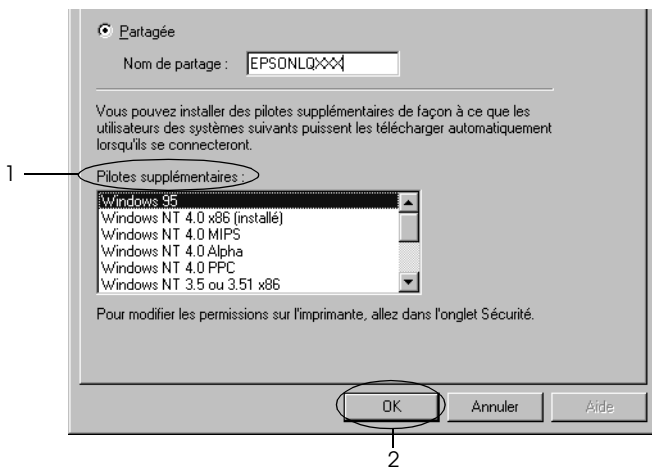 Partagée
Nom de partage : EPSONLQXXX
Vous pouvez installer des pilotes supplémentaires de façon à ce que les
utilisateurs des systèmes suivants puissent les télécharger automatiquement
lorsqu'ils se connecteront.
1
Pilotes supplémentaires :
Windows 95
Windows NT 4.0 x86 (installé)
Windows NT 4.0 MIPS
Windows NT 4.0 Alpha
Windows NT 4.0 PPC
Windows NT 3.5 ou 3.51 x86
Pour modifier les permissions sur l'imprimante, allez dans l'onglet Sécurité.
OK Annuler Aide
2